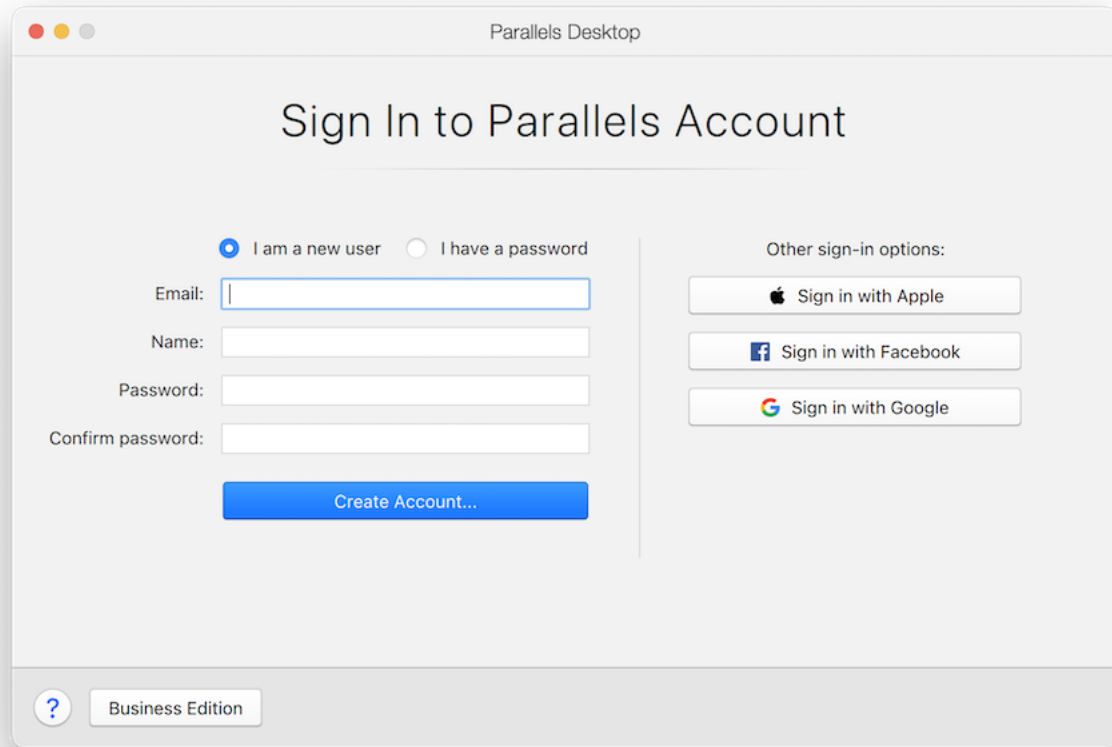 Parallels Desktop
Sign In to Parallels Account
I am a new user I have a password
Email:
Name:
Password:
Confirm password:
Create Account...
Other sign-in options:
Sign in with Apple
Sign in with Facebook
Sign in with Google
? Business Edition